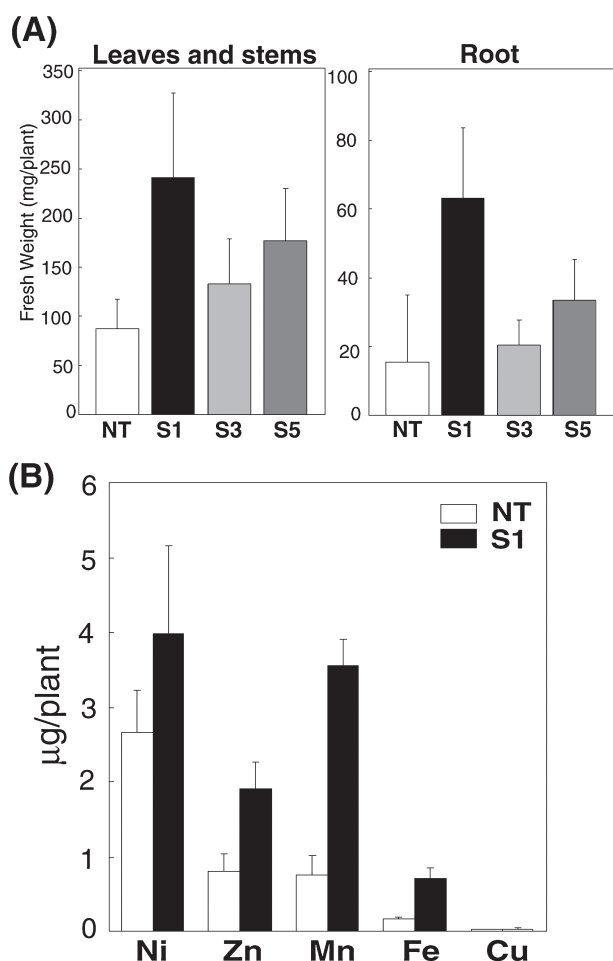 (A)
Leaves and stems
Root
Fresh Weight (mg/plant)
350
300
250
200
150
100
50
0
100
80
60
40
20
0
NT S1 S3 S5
NT S1 S3 S5
(B)
µg/plant
6
5
4
3
2
1
0
NT
S1
Ni Zn Mn Fe Cu